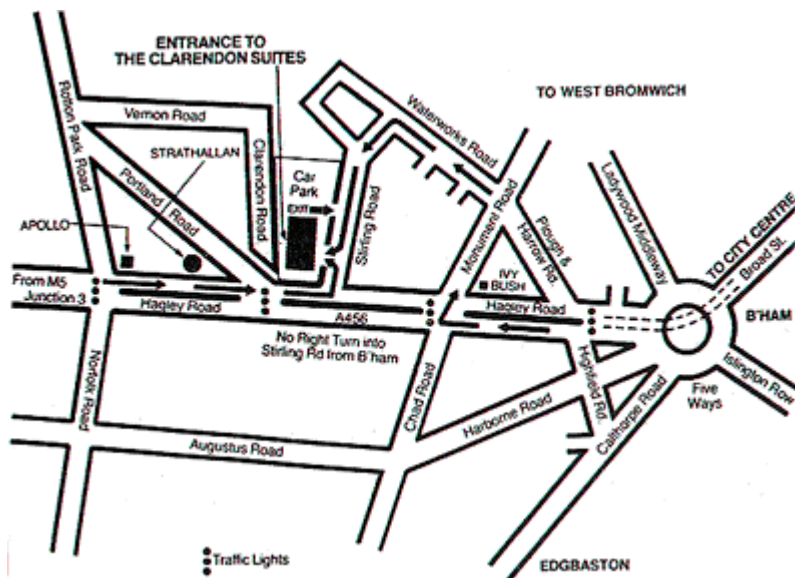 ENTRANCE TO
THE CLARENDON SUITES
TO WEST BROMWICH
Rotton Park Road
Vernon Road
Waterworks Road
STRATHALLAN
Portland Road
Clarendon Road
Car
Park
EXIT
Stirling Road
Monument Road
Plough &
Harrow Rd.
Ladywood Middleway
TO CITY CENTRE
Broad St.
APOLLO
IVY
BUSH
From M5
Junction 3
Hagley Road
A456
Hagley Road
B'HAM
No Right Turn into
Stirling Rd from B'ham
Norfolk Road
Chad Road
Highfield Rd.
Islington Row
Five
Ways
Harborne Road
Calthorpe Road
Augustus Road
Traffic Lights
EDGBASTON